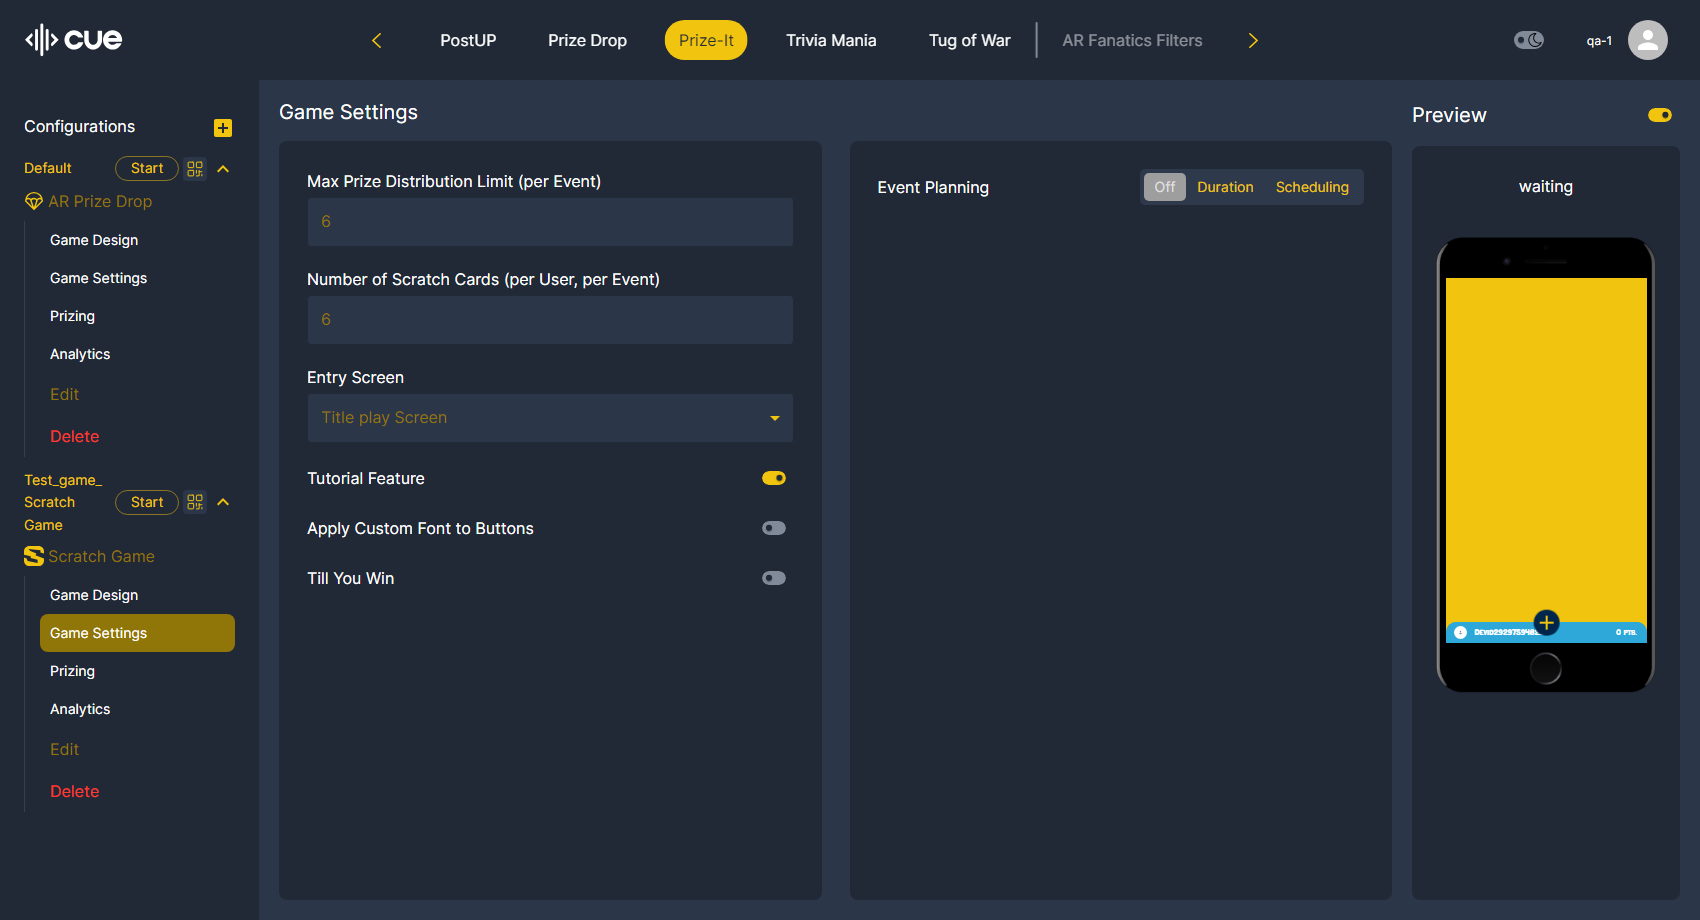 cue
PostUP
Prize Drop
Prize-It
Trivia Mania
Tug of War
AR Fanatics Filters
qa-1
Configurations
Default
Start
AR Prize Drop
Game Design
Game Settings
Prizing
Analytics
Edit
Delete
Test_game_
Scratch
Game
Start
Scratch Game
Game Design
Game Settings
Prizing
Analytics
Edit
Delete
Game Settings
Max Prize Distribution Limit (per Event)
6
Number of Scratch Cards (per User, per Event)
6
Entry Screen
Title play Screen
Tutorial Feature
Apply Custom Font to Buttons
Till You Win
Event Planning
Off
Duration
Scheduling
Preview
waiting
0 PTS.